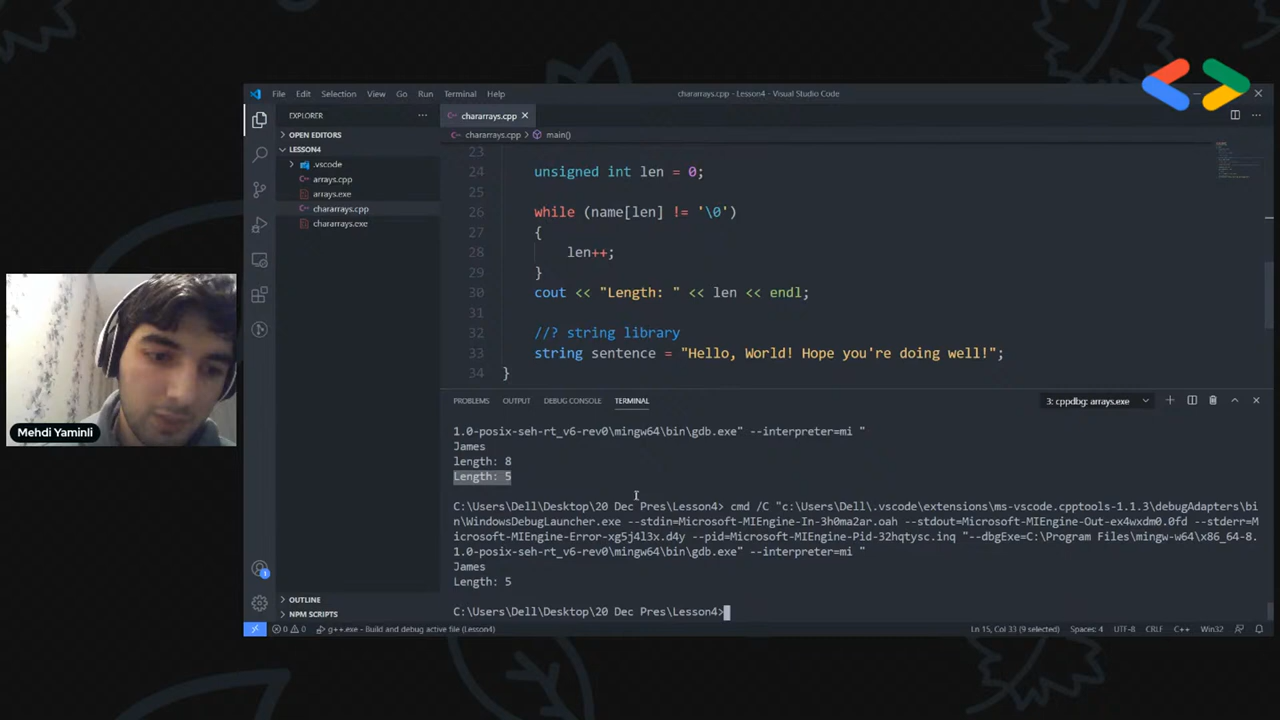 File Edit Selection View Go Run Terminal Help
chararrays.cpp - Lesson4 - Visual Studio Code
EXPLORER
OPEN EDITORS
LESSON4
.vscode
arrays.cpp
arrays.exe
chararrays.cpp
chararrays.exe
OUTLINE
NPM SCRIPTS
chararrays.cpp
chararrays.cpp > main()
23
24 unsigned int len = 0;
25
26 while (name[len] != '\0')
27 {
28 len++;
29 }
30 cout << "Length: " << len << endl;
31
32 //? string library
33 string sentence = "Hello, World! Hope you're doing well!";
34 }
PROBLEMS OUTPUT DEBUG CONSOLE TERMINAL
3: cppdbg: arrays.exe
1.0-posix-seh-rt_v6-rev0\mingw64\bin\gdb.exe" --interpreter=mi "
James
length: 8
Length: 5
C:\Users\Dell\Desktop\20 Dec Pres\Lesson4> cmd /C "c:\Users\Dell\.vscode\extensions\ms-vscode.cpptools-1.1.3\debugAdapters\bi
n\WindowsDebugLauncher.exe --stdin=Microsoft-MIEngine-In-3h0ma2ar.oah --stdout=Microsoft-MIEngine-Out-ex4wxdm0.0fd --stderr=M
icrosoft-MIEngine-Error-xg5j4l3x.d4y --pid=Microsoft-MIEngine-Pid-32hqtysc.inq "--dbgExe=C:\Program Files\mingw-w64\x86_64-8.
1.0-posix-seh-rt_v6-rev0\mingw64\bin\gdb.exe" --interpreter=mi "
James
Length: 5
C:\Users\Dell\Desktop\20 Dec Pres\Lesson4>
Mehdi Yaminli
1
0 0 g++.exe - Build and debug active file (Lesson4)
Ln 15, Col 33 (9 selected) Spaces: 4 UTF-8 CRLF C++ Win32